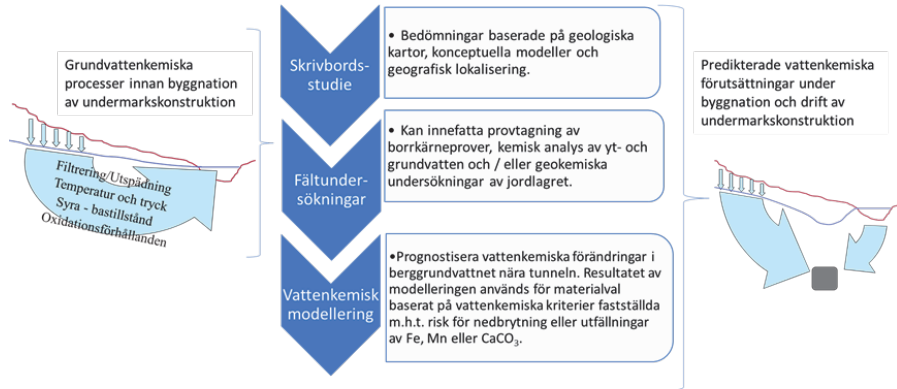 Grundvattenkemiska
processer innan byggnation
av undermarkskonstruktion
Filtrering/Utspädning
Temperatur och tryck
Syra - bastillstånd
Oxidationsförhållanden
Skrivbords-
studie
• Bedömningar baserade på geologiska
kartor, konceptuella modeller och
geografisk lokalisering.
Fältunder-
sökningar
• Kan innefatta provtagning av
borrkärneprover, kemisk analys av yt- och
grundvatten och / eller geokemiska
undersökningar av jordlagret.
Vattenkemisk
modellering
•Prognostisera vattenkemiska förändringar i
berggrundvattnet nära tunneln. Resultatet av
modelleringen används för materialval
baserat på vattenkemiska kriterier fastställda
m.h.t. risk för nedbrytning eller utfällningar
av Fe, Mn eller CaCO₃.
Predikterade vattenkemiska
förutsättningar under
byggnation och drift av
undermarkskonstruktion